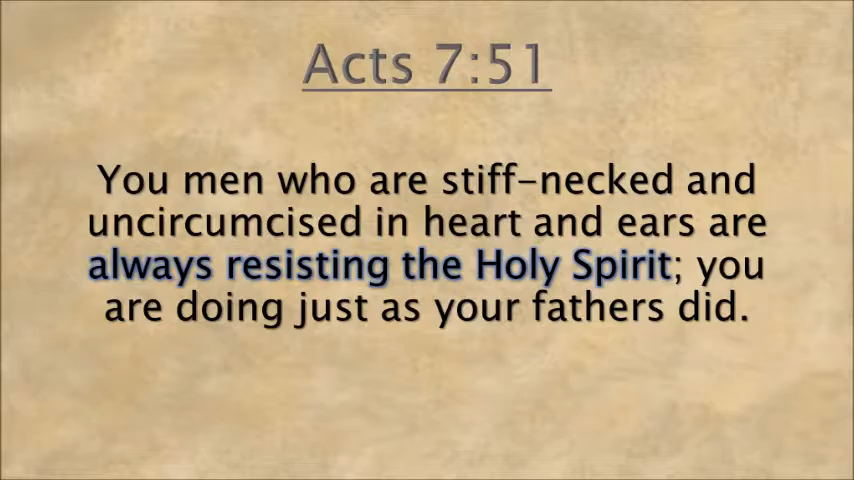 Acts 7:51
You men who are stiff-necked and
uncircumcised in heart and ears are
always resisting the Holy Spirit; you
are doing just as your fathers did.